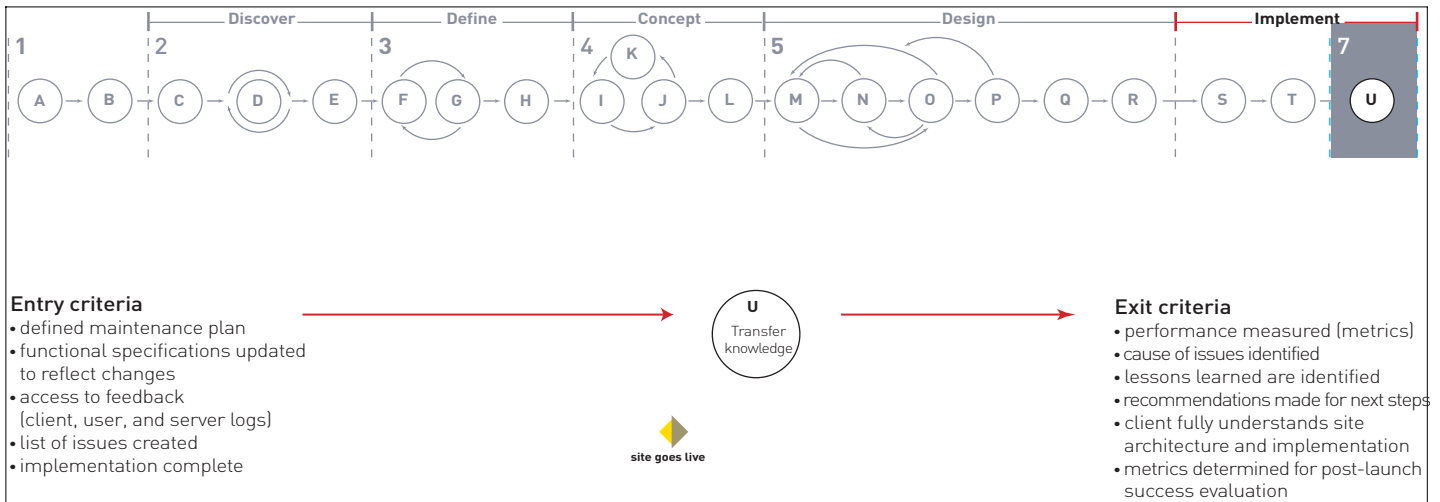 Discover
Define
Concept
Design
Implement
1
2
3
4
5
7
K
A
B
C
D
E
F
G
H
I
J
L
M
N
O
P
Q
R
S
T
U
Entry criteria
• defined maintenance plan
• functional specifications updated
to reflect changes
• access to feedback
(client, user, and server logs)
• list of issues created
• implementation complete
U
Transfer
knowledge
site goes live
Exit criteria
• performance measured (metrics)
• cause of issues identified
• lessons learned are identified
• recommendations made for next steps
• client fully understands site
architecture and implementation
• metrics determined for post-launch
success evaluation